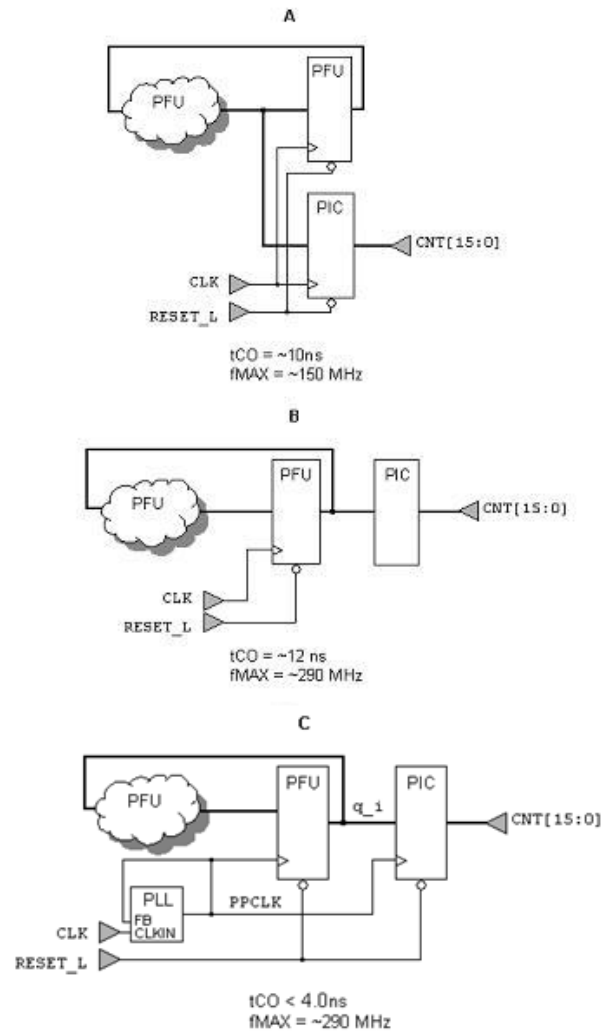 A
PFU
PFU
PIC
CNT[15:0]
CLK
RESET_L
tCO = ~10ns
fMAX = ~150 MHz
B
PFU
PIC
PFU
CNT[15:0]
CLK
RESET_L
tCO = ~12 ns
fMAX = ~290 MHz
C
PFU
PIC
PFU
q_i
CNT[15:0]
PLL
PPCLK
FB
CLK
CLKIN
RESET_L
tCO < 4.0ns
fMAX = ~290 MHz